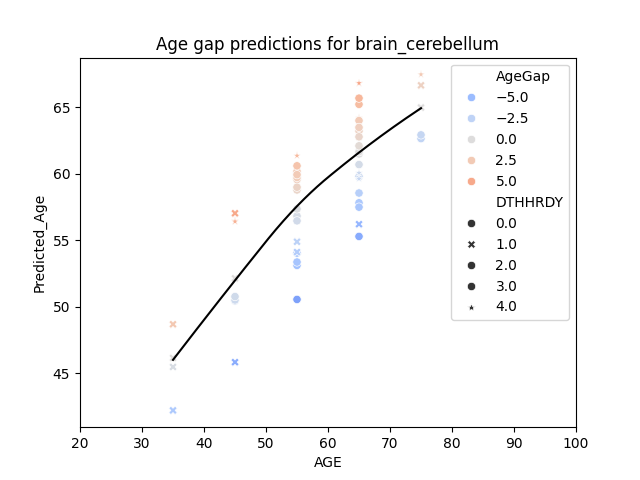 Age gap predictions for brain_cerebellum
Predicted_Age
65
60
55
50
45
20 30 40 50 60 70 80 90 100
AGE
AgeGap
−5.0
−2.5
0.0
2.5
5.0
DTHHRDY
0.0
1.0
2.0
3.0
4.0